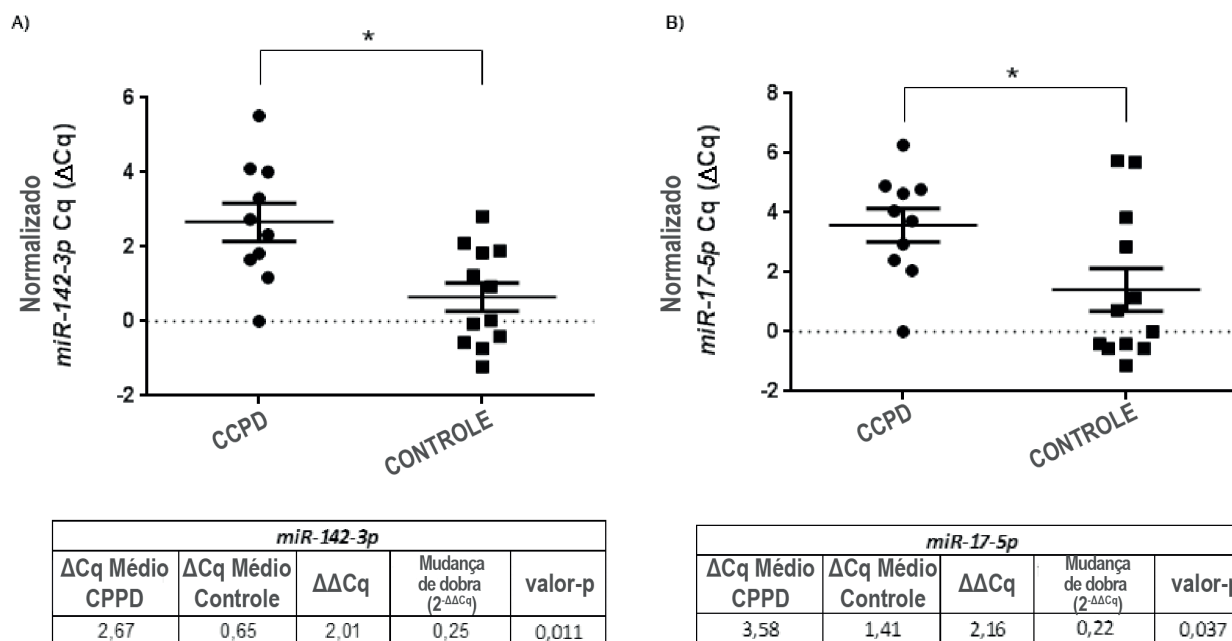 A)
*
Normalizado
miR-142-3p Cq (ΔCq)
6
4
2
0
-2
CCPD
CONTROLE
miR-142-3p
ΔCq Médio CPPD
ΔCq Médio Controle
ΔΔCq
Mudança de dobra (2^-ΔΔCq)
valor-p
2,67
0,65
2,01
0,25
0,011
B)
*
Normalizado
miR-17-5p Cq (ΔCq)
8
6
4
2
0
-2
CCPD
CONTROLE
miR-17-5p
ΔCq Médio CPPD
ΔCq Médio Controle
ΔΔCq
Mudança de dobra (2^-ΔΔCq)
valor-p
3,58
1,41
2,16
0,22
0,037